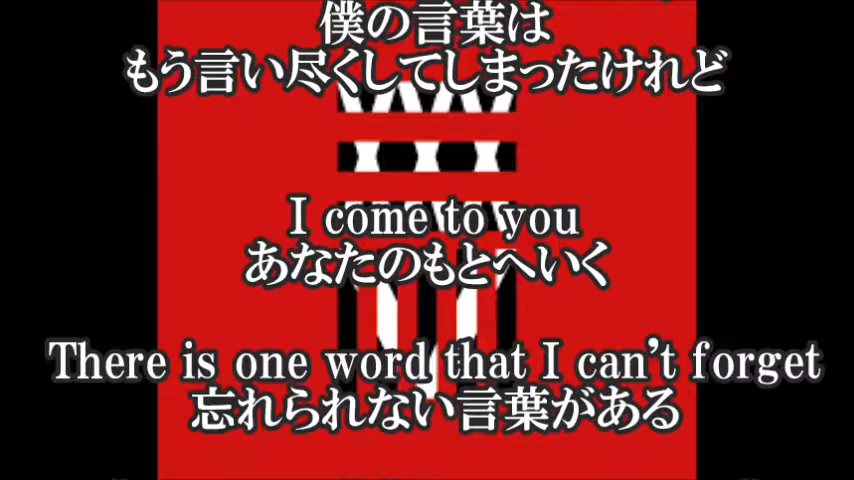 僕の言葉は
もう言い尽くしてしまったけれど
I come to you
あなたのもとへいく
There is one word that I can't forget
忘れられない言葉がある